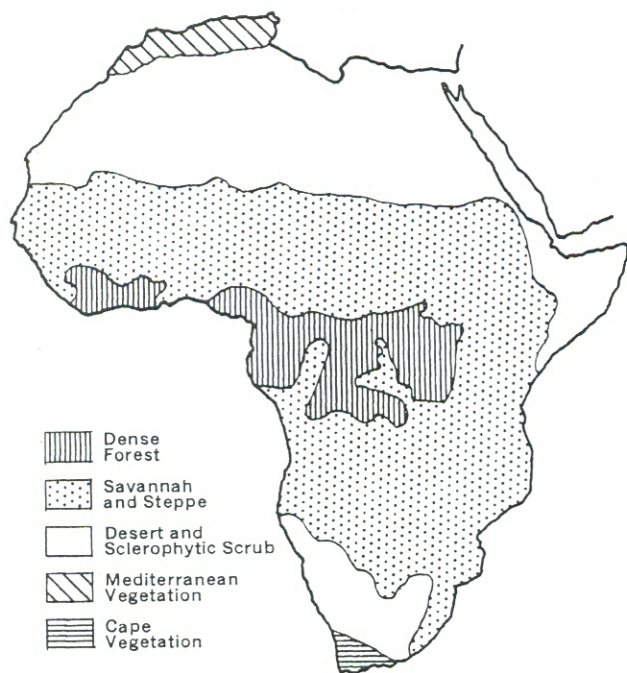 Dense
Forest
Savannah
and Steppe
Desert and
Sclerophytic Scrub
Mediterranean
Vegetation
Cape
Vegetation